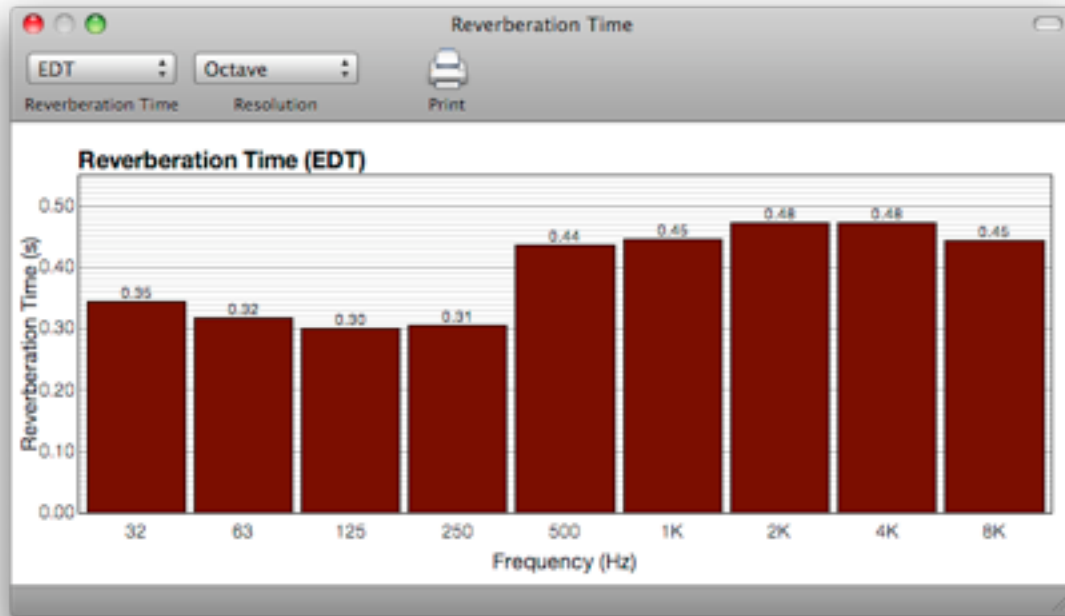 Reverberation Time
EDT Octave
Reverberation Time Resolution Print
Reverberation Time (EDT)
Reverberation Time (s)
0.50
0.40
0.30
0.20
0.10
0.00
0.35 0.32 0.30 0.31 0.44 0.45 0.48 0.48 0.45
32 63 125 250 500 1K 2K 4K 8K
Frequency (Hz)